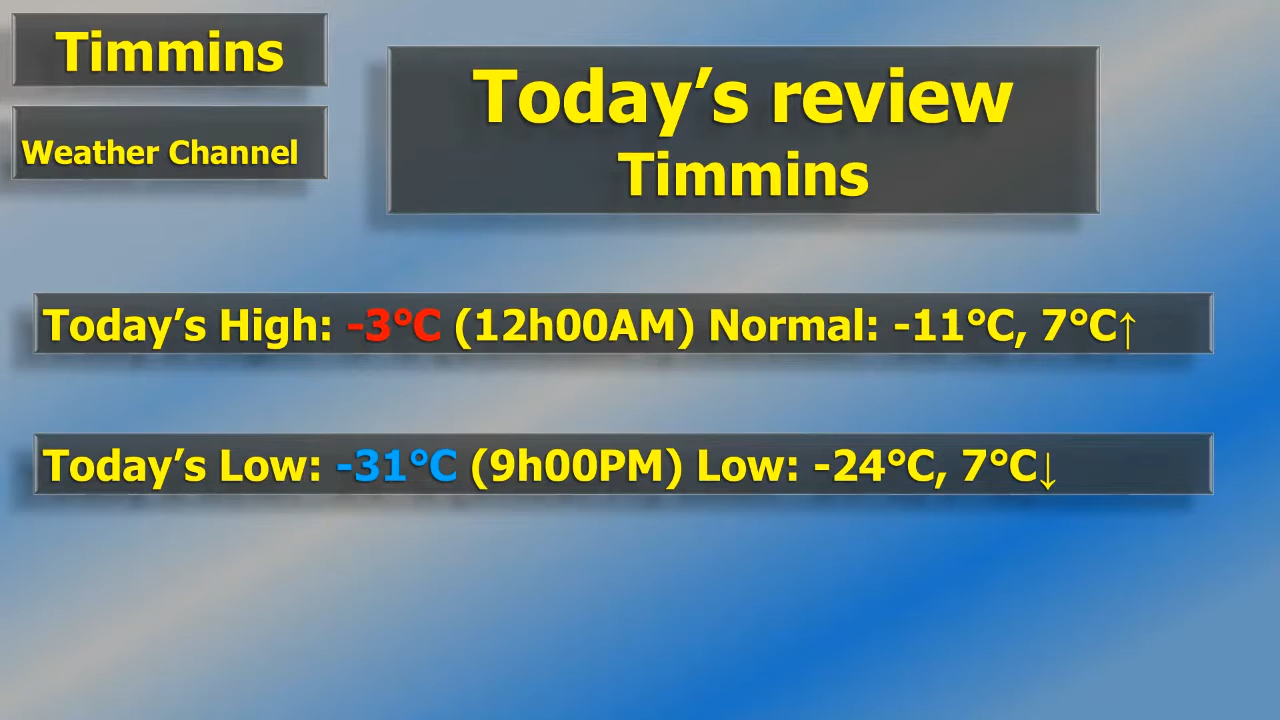 Timmins
Weather Channel
Today’s review
Timmins
Today’s High: -3°C (12h00AM) Normal: -11°C, 7°C↑
Today’s Low: -31°C (9h00PM) Low: -24°C, 7°C↓